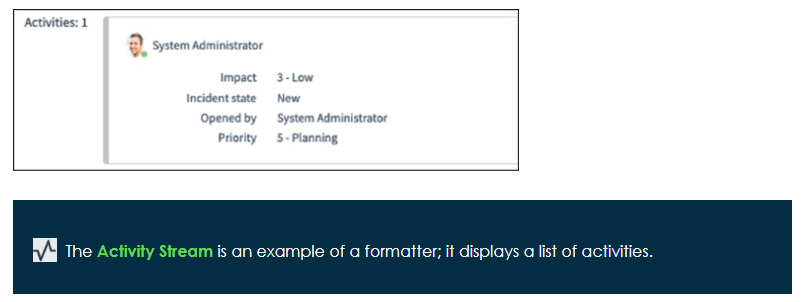 Activities: 1
System Administrator
Impact 3 - Low
Incident state New
Opened by System Administrator
Priority 5 - Planning
The Activity Stream is an example of a formatter; it displays a list of activities.